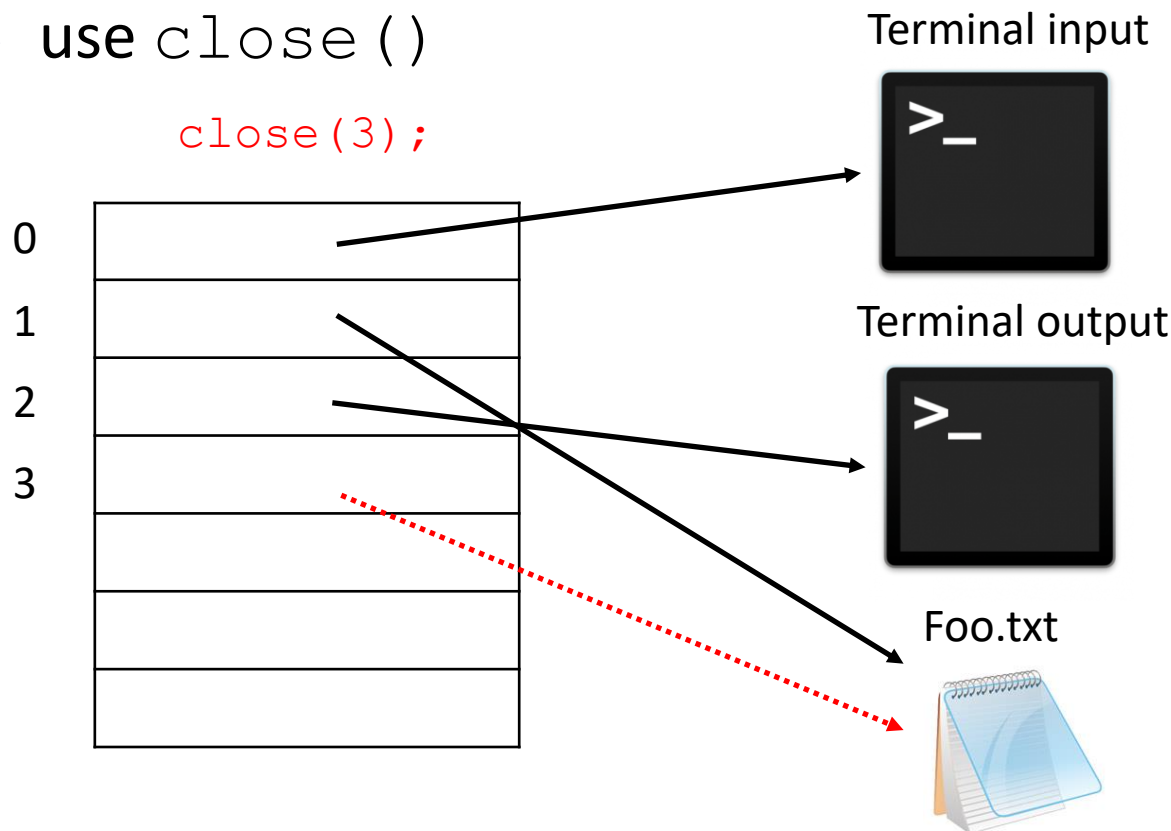 use close()
close(3);
Terminal input
>_
0
1
2
3
Terminal output
>_
Foo.txt